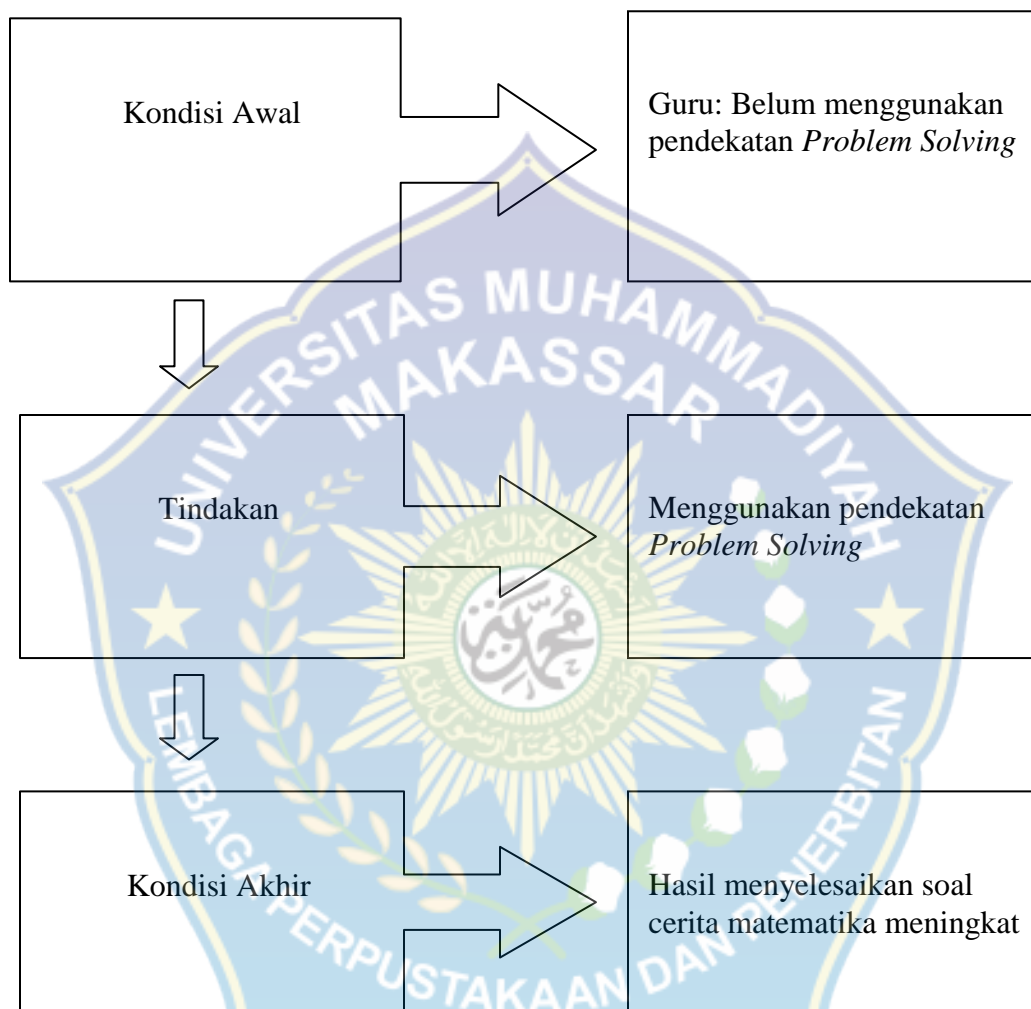 Kondisi Awal
Guru: Belum menggunakan
pendekatan Problem Solving
UNIVERSITAS MUHAMMADIYAH
MAKASSAR
Tindakan
Menggunakan pendekatan
Problem Solving
محمد
Kondisi Akhir
Hasil menyelesaikan soal
cerita matematika meningkat
LEMBAGA PERPUSTAKAAN DAN PENERBITAN